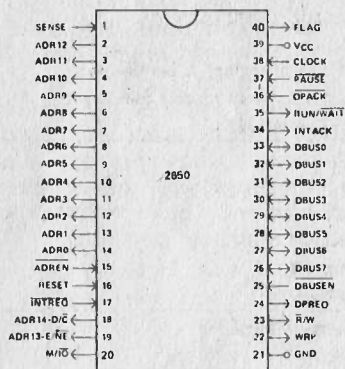 SENSE 1
ADR12 2
ADR11 3
ADR10 4
ADR9 5
ADR8 6
ADR7 7
ADR6 8
ADR5 9
ADR4 10
ADR3 11
ADR2 12
ADR1 13
ADR0 14
ADREN 15
RESET 16
INTREQ 17
ADR14-D/C 18
ADR13-E/NE 19
M/IO 20
2650
40 FLAG
39 VCC
38 CLOCK
37 PAUSE
36 OPACK
35 RUN/WAIT
34 INTACK
33 DBUS0
32 DBUS1
31 DBUS2
30 DBUS3
29 DBUS4
28 DBUS5
27 DBUS6
26 DBUS7
25 DBUSEN
24 OPREQ
23 R/W
22 WRP
21 GND